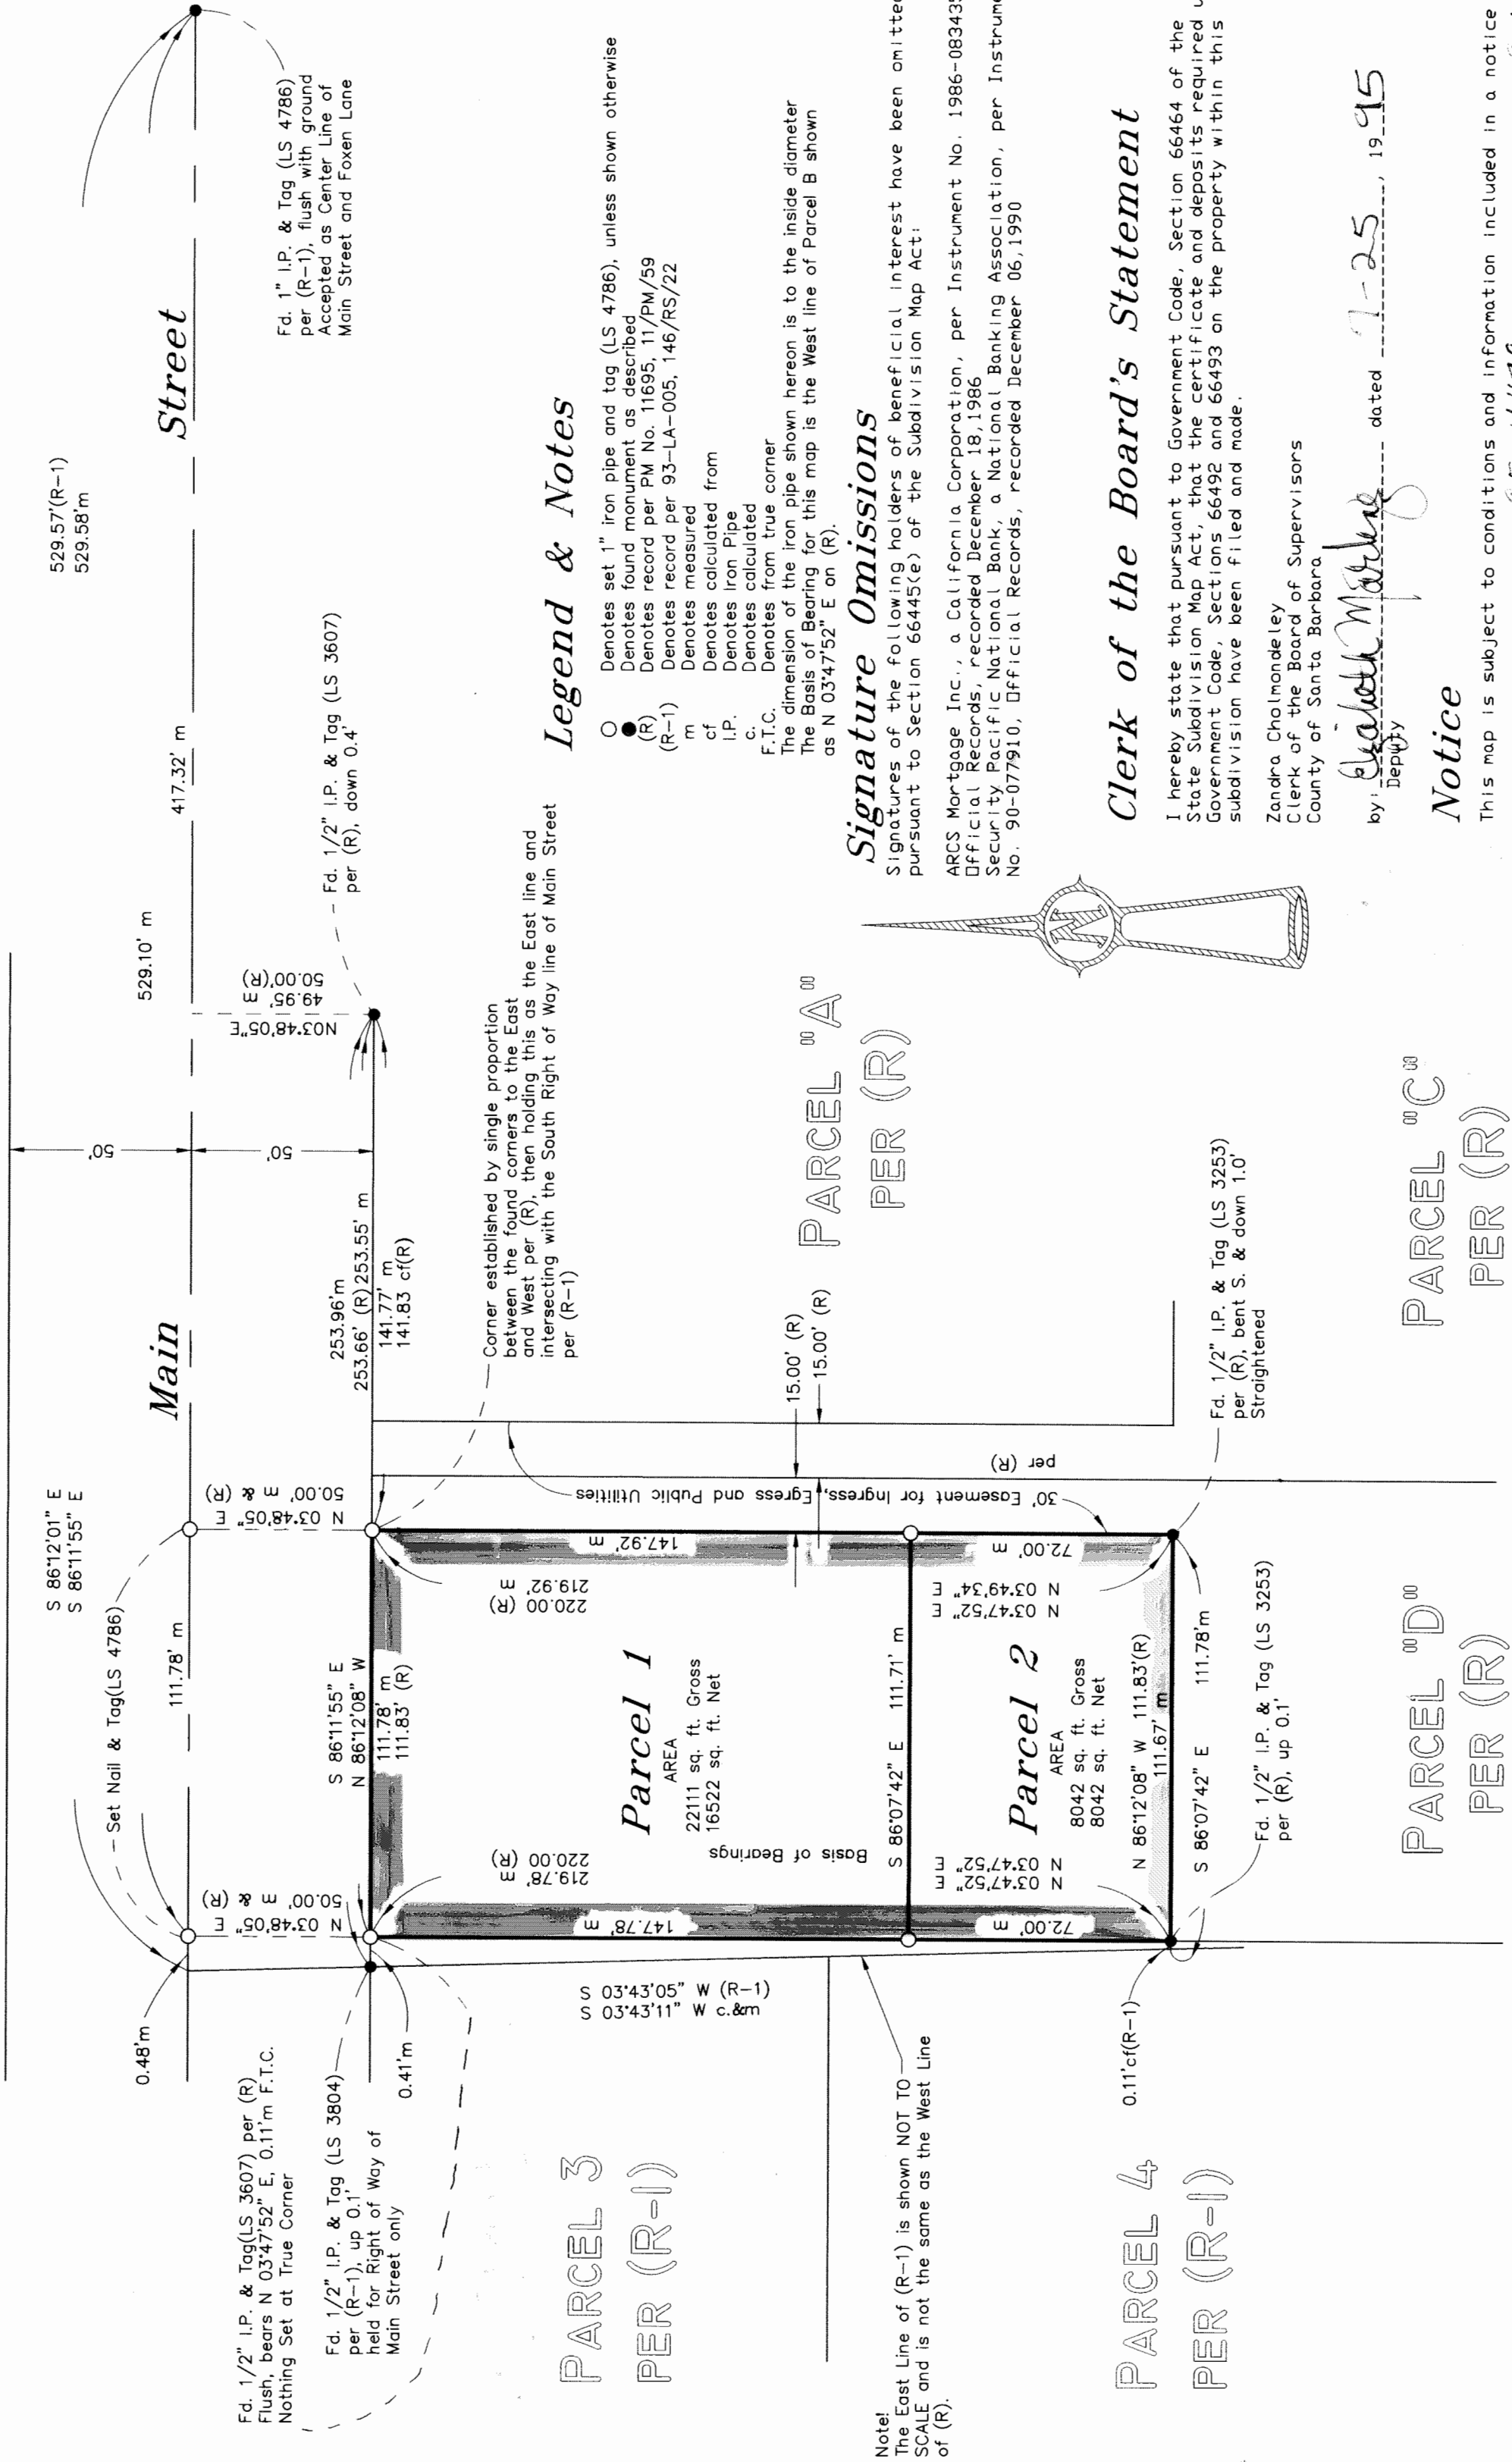 529.57'(R-1)
529.58'm
S 86°12'01" E
S 86°11'55" E
529.10' m
Set Nail & Tag(LS 4786)
0.48'm
111.78' m
Main
417.32' m
Street
50'
50'
N 03°48'05" E
50.00' m & (R)
N 03°48'05" E
50.00' m & (R)
N03°48'05"E
49.95' m
50.00'(R)
Fd. 1" I.P. & Tag (LS 4786)
per (R-1), flush with ground
Accepted as Center Line of
Main Street and Foxen Lane
Fd. 1/2" I.P. & Tag (LS 3607)
per (R), down 0.4'
Fd. 1/2" I.P. & Tag(LS 3607) per (R)
Flush, bears N 03°47'52" E, 0.11'm F.T.C.
Nothing Set at True Corner
Fd. 1/2" I.P. & Tag (LS 3804)
per (R-1), up 0.1'
held for Right of Way of
Main Street only
0.41'm
S 86°11'55" E
N 86°12'08" W
111.78' m
111.83' (R)
253.96'm
253.66' (R)253.55' m
141.77' m
141.83 cf(R)
Corner established by single proportion
between the found corners to the East
and West per (R), then holding this as the East line and
intersecting with the South Right of Way line of Main Street
per (R-1)
219.78' m
220.00 (R)
219.92' m
220.00 (R)
147.78' m
147.92' m
Parcel 1
AREA
22111 sq. ft. Gross
16522 sq. ft. Net
Basis of Bearings
S 86°07'42" E 111.71' m
30' Easement for Ingress, Egress and Public Utilities
per (R)
15.00' (R)
15.00' (R)
PARCEL 3
PER (R-1)
S 03°43'05" W (R-1)
S 03°43'11" W c.&m
Note!
The East Line of (R-1) is shown NOT TO
SCALE and is not the same as the West Line
of (R).
PARCEL "A"
PER (R)
N 03°47'52" E
N 03°47'52" E
72.00' m
Parcel 2
AREA
8042 sq. ft. Gross
8042 sq. ft. Net
N 03°49'34" E
N 03°47'52" E
72.00' m
N 86°12'08" W 111.83'(R)
111.67' m
S 86°07'42" E 111.78'm
0.11'cf(R-1)
Fd. 1/2" I.P. & Tag (LS 3253)
per (R), up 0.1'
Fd. 1/2" I.P. & Tag (LS 3253)
per (R), bent S. & down 1.0'
Straightened
PARCEL 4
PER (R-1)
PARCEL "D"
PER (R)
PARCEL "C"
PER (R)
N
Legend & Notes
Denotes set 1" iron pipe and tag (LS 4786), unless shown otherwise
Denotes found monument as described
(R) Denotes record per PM No. 11695, 11/PM/59
(R-1) Denotes record per 93-LA-005, 146/RS/22
m Denotes measured
cf Denotes calculated from
I.P. Denotes Iron Pipe
c. Denotes calculated
F.T.C. Denotes from true corner
The dimension of the iron pipe shown hereon is to the inside diameter
The Basis of Bearing for this map is the West line of Parcel B shown
as N 03°47'52" E on (R).
Signature Omissions
Signatures of the following holders of beneficial interest have been omitted
pursuant to Section 66445(e) of the Subdivision Map Act:
ARCS Mortgage Inc., a California Corporation, per Instrument No. 1986-083435
Official Records, recorded December 18,1986
Security Pacific National Bank, a National Banking Association, per Instrume
No. 90-077910, Official Records, recorded December 06,1990
Clerk of the Board's Statement
I hereby state that pursuant to Government Code, Section 66464 of the
State Subdivision Map Act, that the certificate and deposits required u
Government Code, Sections 66492 and 66493 on the property within this
subdivision have been filed and made.
Zandra Cholmondeley
Clerk of the Board of Supervisors
County of Santa Barbara
by: dated 7-25, 1995
Deputy
Notice
This map is subject to conditions and information included in a notice